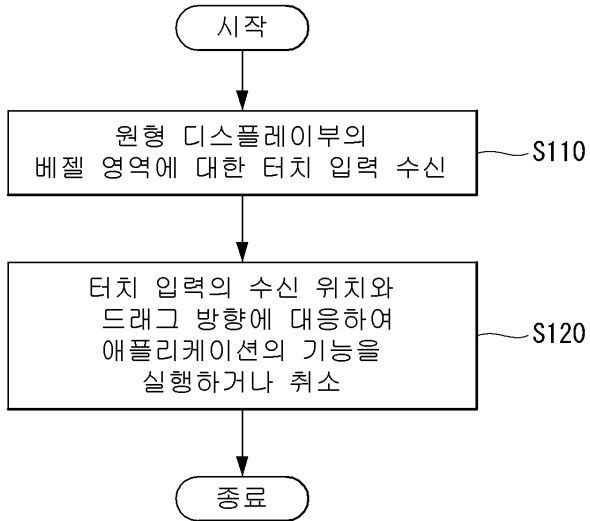 시작
원형 디스플레이부의
베젤 영역에 대한 터치 입력 수신
S110
터치 입력의 수신 위치와
드래그 방향에 대응하여
애플리케이션의 기능을
실행하거나 취소
S120
종료